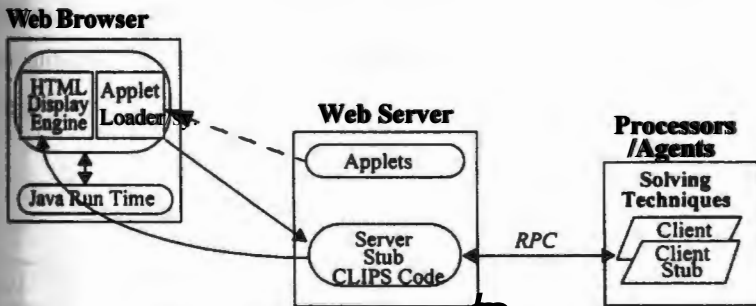 Web Browser
HTML
Display
Engine
Applet
Loader/sy.
Java Run Time
Web Server
Applets
Server
Stub
CLIPS Code
RPC
Processors
/Agents
Solving
Techniques
Client
Client
Stub